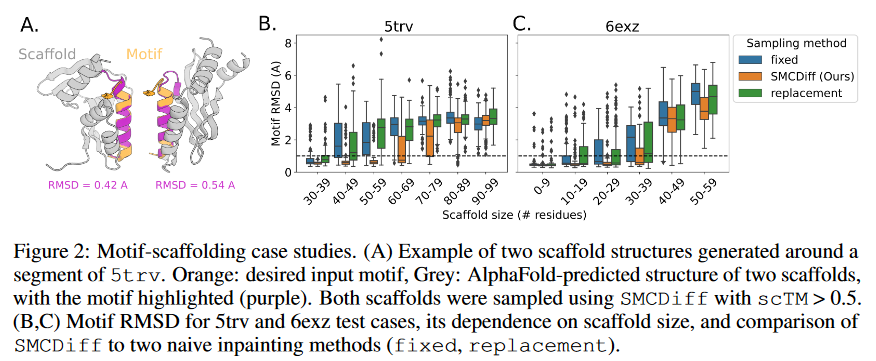 A.
Scaffold
Motif
RMSD = 0.42 A
RMSD = 0.54 A
B.
5trv
Motif RMSD (A)
8
6
4
2
0
30-39
40-49
50-59
60-69
70-79
80-89
90-99
C.
6exz
0-9
10-19
20-29
30-39
40-49
50-59
Scaffold size (# residues)
Sampling method
fixed
SMCDiff (Ours)
replacement
Figure 2: Motif-scaffolding case studies. (A) Example of two scaffold structures generated around a
segment of 5trv. Orange: desired input motif, Grey: AlphaFold-predicted structure of two scaffolds,
with the motif highlighted (purple). Both scaffolds were sampled using SMCDiff with scTM > 0.5.
(B,C) Motif RMSD for 5trv and 6exz test cases, its dependence on scaffold size, and comparison of
SMCDiff to two naive inpainting methods (fixed, replacement).